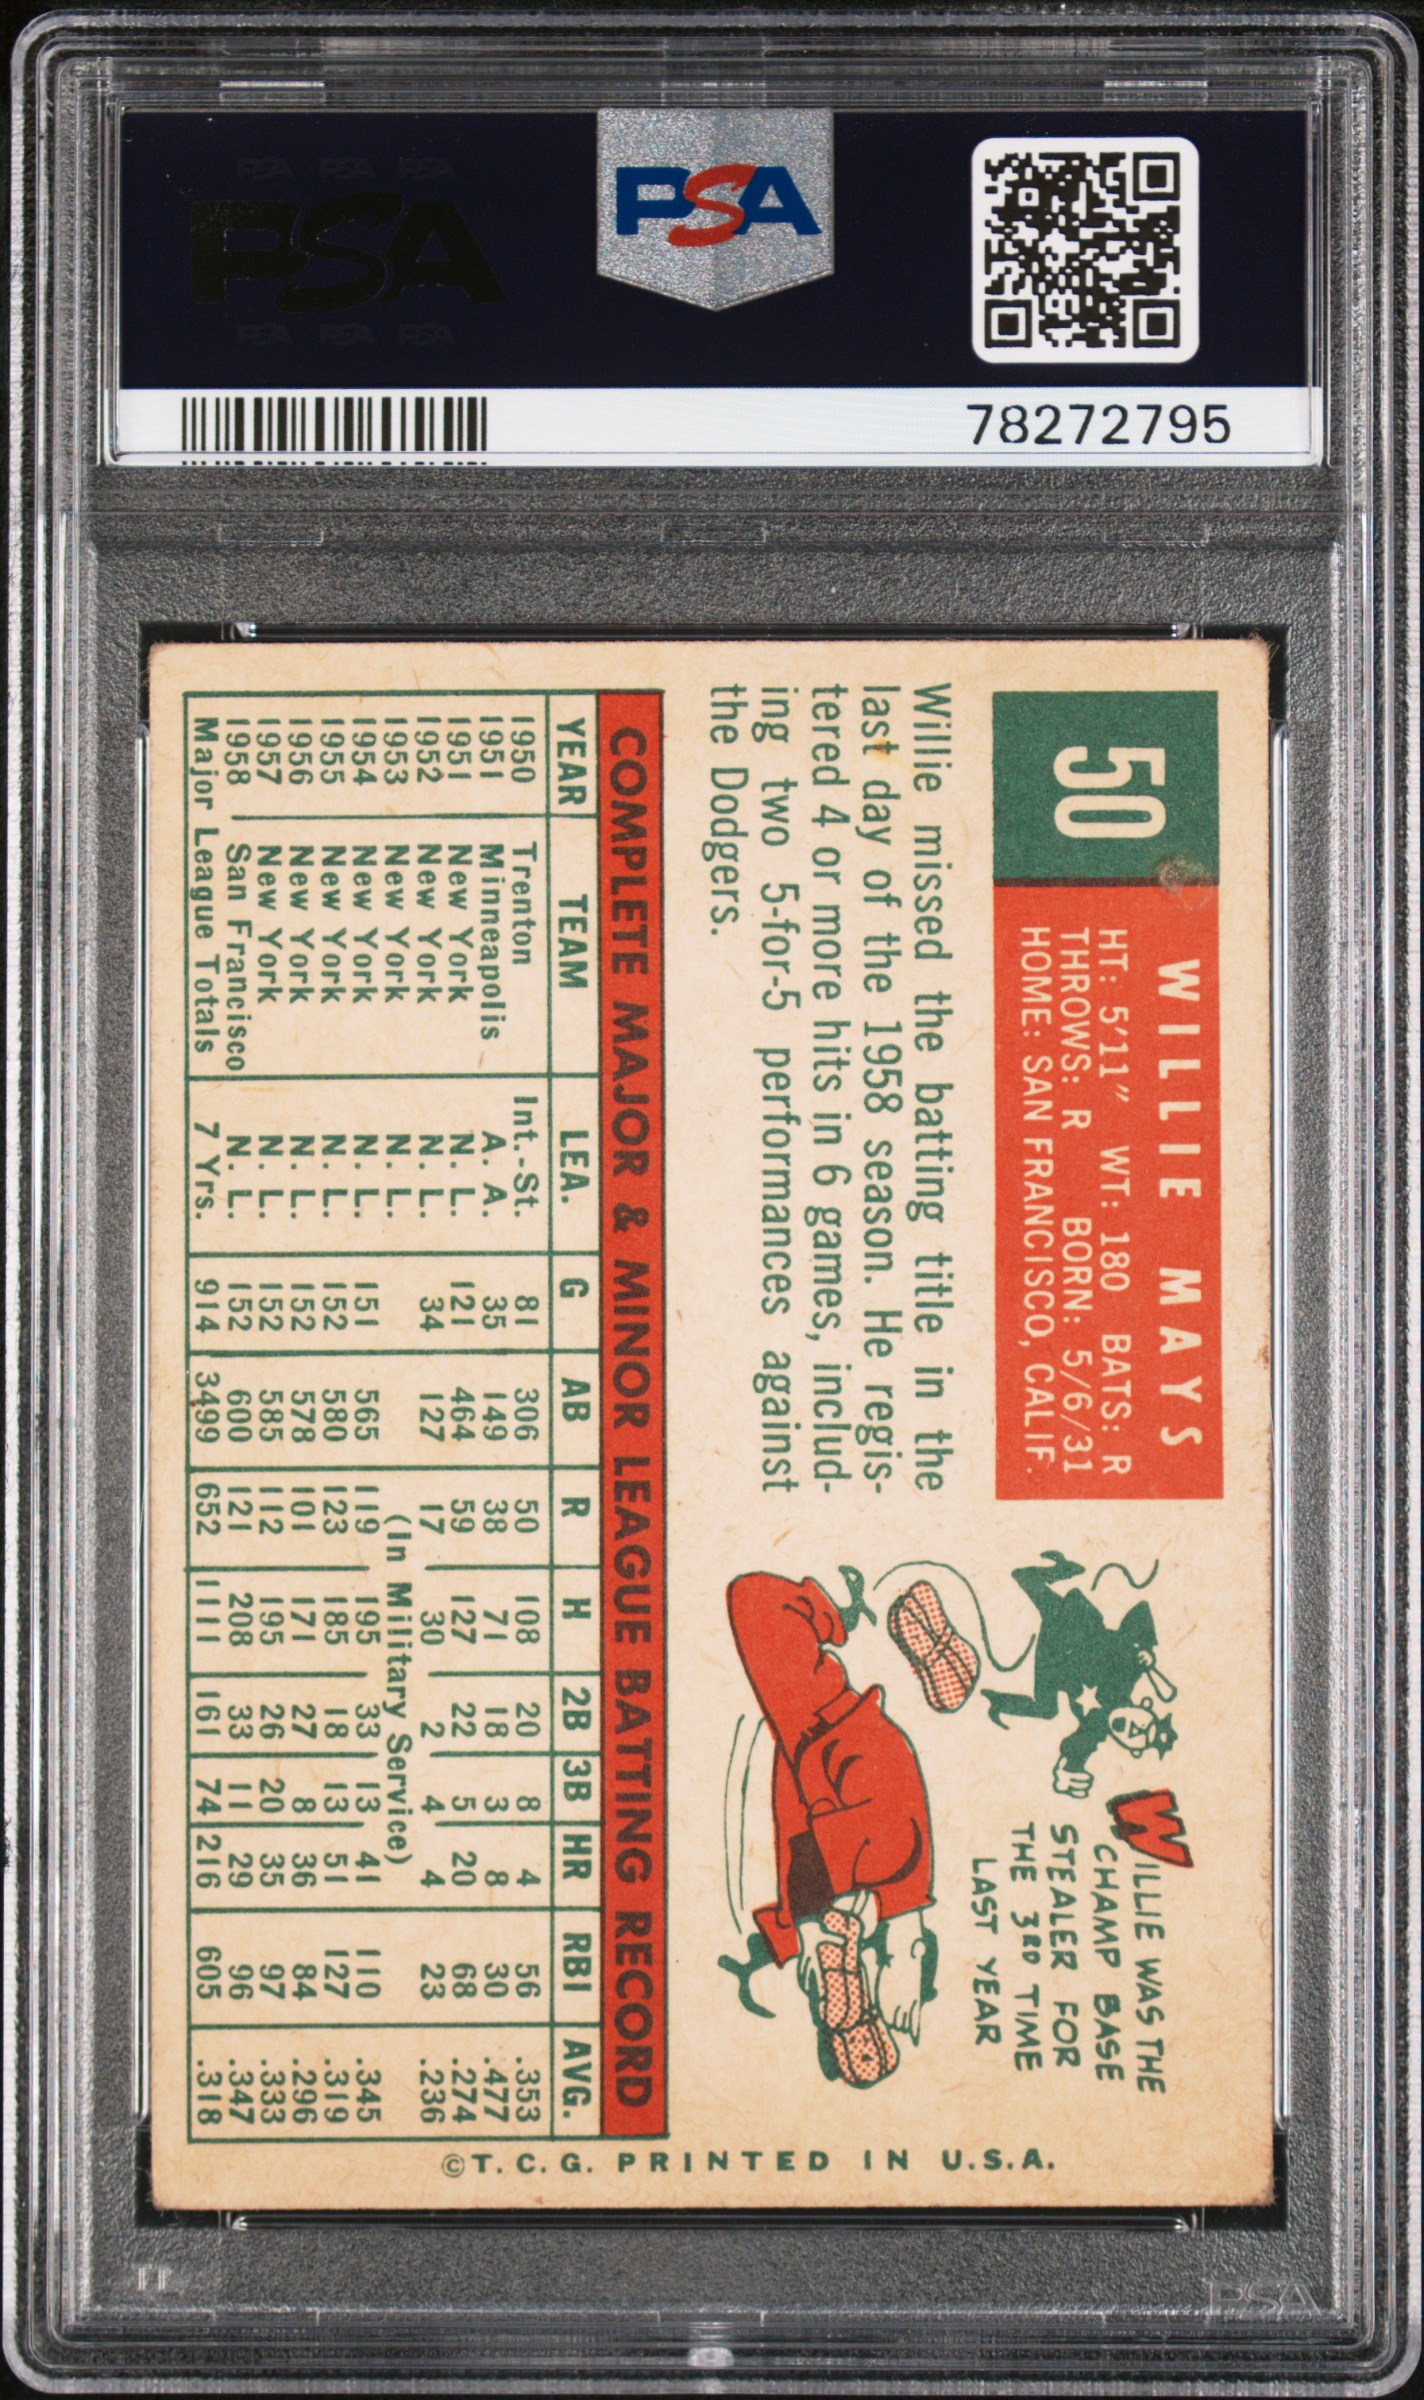 PSA PSA PSA
PSA
PSA PSA PSA
PSA
78272795
50
WILLIE MAYS
HT: 5'11" WT: 180 BATS: R
THROWS: R BORN: 5/6/31
HOME: SAN FRANCISCO, CALIF.
Willie missed the batting title in the
last day of the 1958 season. He regis-
tered 4 or more hits in 6 games, includ-
ing two 5-for-5 performances against
the Dodgers.
WILLIE WAS THE
CHAMP BASE
STEALER FOR
THE 3RD TIME
LAST YEAR
COMPLETE MAJOR & MINOR LEAGUE BATTING RECORD
YEAR TEAM LEA. G AB R H 2B 3B HR RBI AVG.
1950 Trenton Int.-St. 81 306 50 108 20 8 4 56 .353
1951 Minneapolis A. A. 35 149 38 71 18 3 8 30 .477
1951 New York N. L. 121 464 59 127 22 5 20 68 .274
1952 New York N. L. 34 127 17 30 2 4 4 23 .236
1953 New York N. L. (In Military Service)
1954 New York N. L. 151 565 119 195 33 13 41 110 .345
1955 New York N. L. 152 580 123 185 18 13 51 127 .319
1956 New York N. L. 152 578 101 171 27 8 36 84 .296
1957 New York N. L. 152 585 112 195 26 20 35 97 .333
1958 San Francisco N. L. 152 600 121 208 33 11 29 96 .347
Major League Totals 7 Yrs. 914 3499 652 1111 161 74 216 605 .318
©T. C. G. PRINTED IN U.S.A.
PSA